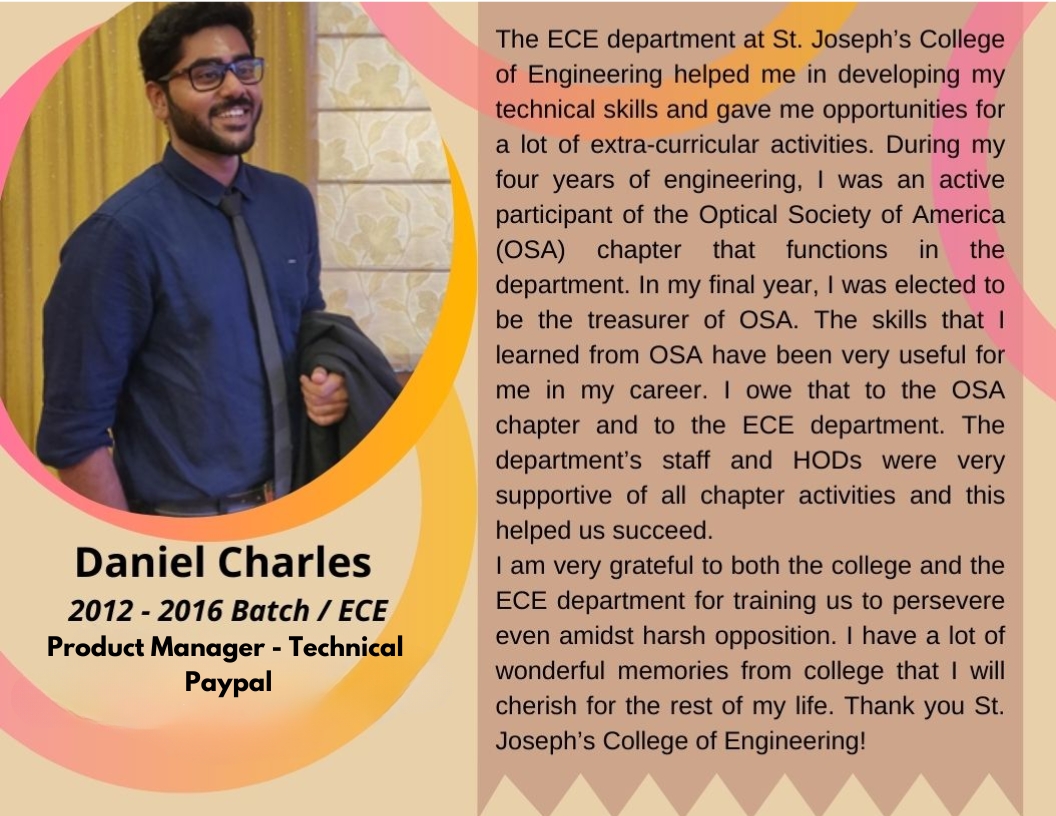 Daniel Charles
2012 - 2016 Batch / ECE
Product Manager - Technical
Paypal
The ECE department at St. Joseph’s College
of Engineering helped me in developing my
technical skills and gave me opportunities for
a lot of extra-curricular activities. During my
four years of engineering, I was an active
participant of the Optical Society of America
(OSA) chapter that functions in the
department. In my final year, I was elected to
be the treasurer of OSA. The skills that I
learned from OSA have been very useful for
me in my career. I owe that to the OSA
chapter and to the ECE department. The
department’s staff and HODs were very
supportive of all chapter activities and this
helped us succeed.
I am very grateful to both the college and the
ECE department for training us to persevere
even amidst harsh opposition. I have a lot of
wonderful memories from college that I will
cherish for the rest of my life. Thank you St.
Joseph’s College of Engineering!